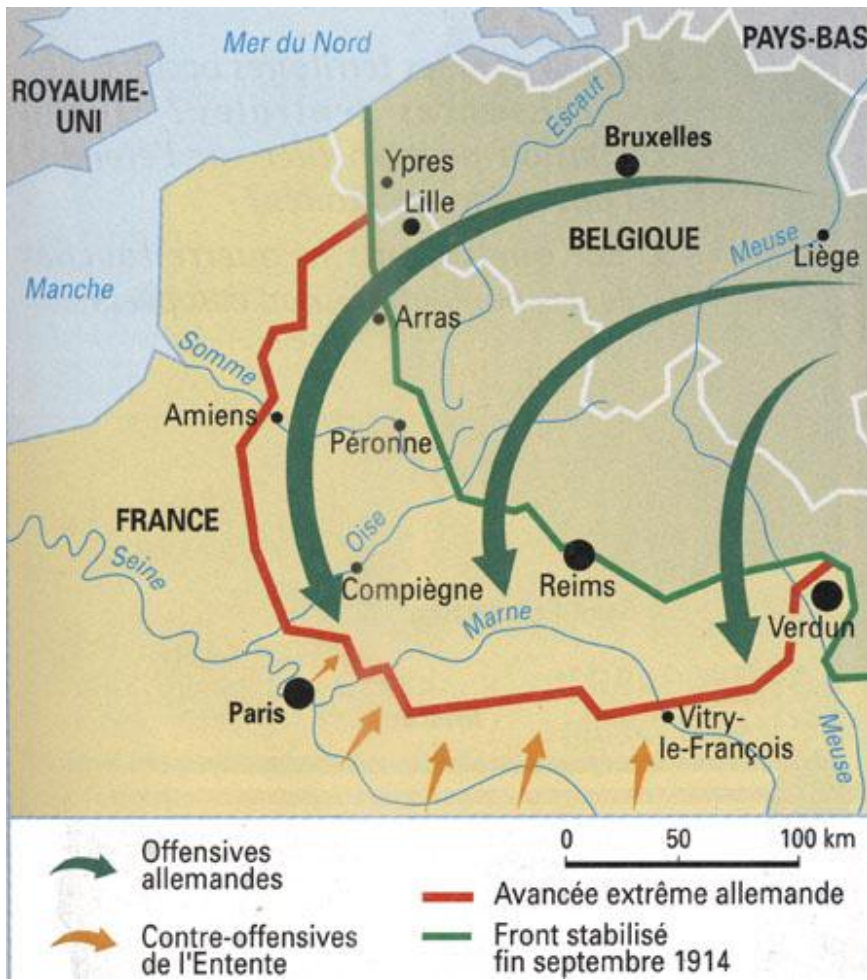 Mer du Nord
PAYS-BAS
ROYAUME-
UNI
Escaut
Bruxelles
Ypres
Lille
BELGIQUE
Meuse
Liège
Manche
Arras
Somme
Amiens
Péronne
FRANCE
Oise
Seine
Compiègne
Reims
Marne
Verdun
Paris
Vitry-
le-François
Meuse
Offensives
allemandes
Contre-offensives
de l'Entente
0 50 100 km
Avancée extrême allemande
Front stabilisé
fin septembre 1914